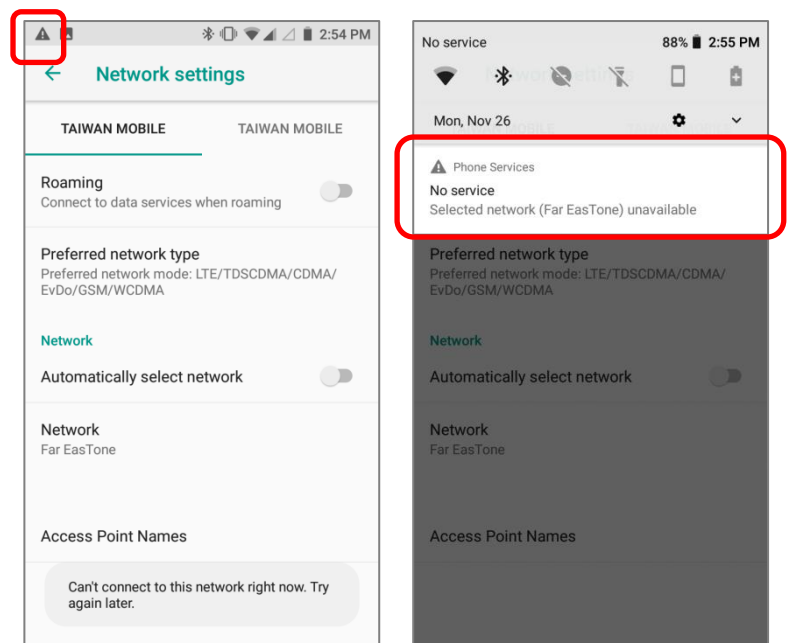 2:54 PM
Network settings
TAIWAN MOBILE TAIWAN MOBILE
Roaming
Connect to data services when roaming
Preferred network type
Preferred network mode: LTE/TDSCDMA/CDMA/
EvDo/GSM/WCDMA
Network
Automatically select network
Network
Far EasTone
Access Point Names
Can't connect to this network right now. Try
again later.
No service 88% 2:55 PM
Network settings
Mon, Nov 26
Phone Services
No service
Selected network (Far EasTone) unavailable
Preferred network type
Preferred network mode: LTE/TDSCDMA/CDMA/
EvDo/GSM/WCDMA
Network
Automatically select network
Network
Far EasTone
Access Point Names